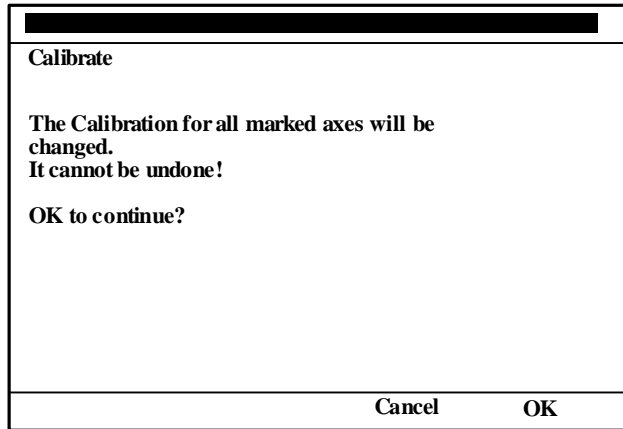 Calibrate
The Calibration for all marked axes will be
changed.
It cannot be undone!
OK to continue?
Cancel OK